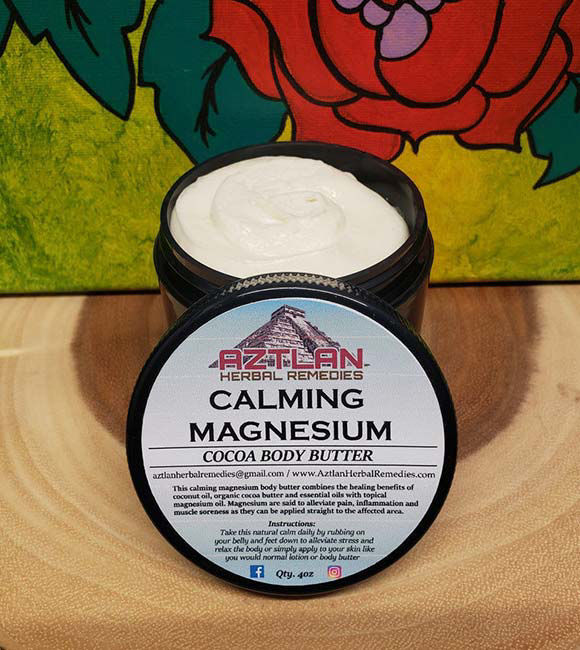 AZTLAN
HERBAL REMEDIES
CALMING
MAGNESIUM
COCOA BODY BUTTER
aztlanherbalremedies@gmail.com / www.AztlanHerbalRemedies.com
This calming magnesium body butter combines the healing benefits of
coconut oil, organic cocoa butter and essential oils with topical
magnesium oil. Magnesium are said to alleviate pain, inflammation and
muscle soreness as they can be applied straight to the affected area.
Instructions:
Take this natural calm daily by rubbing on
your belly and feet down to alleviate stress and
relax the body or simply apply to your skin like
you would normal lotion or body butter
Qty. 4oz